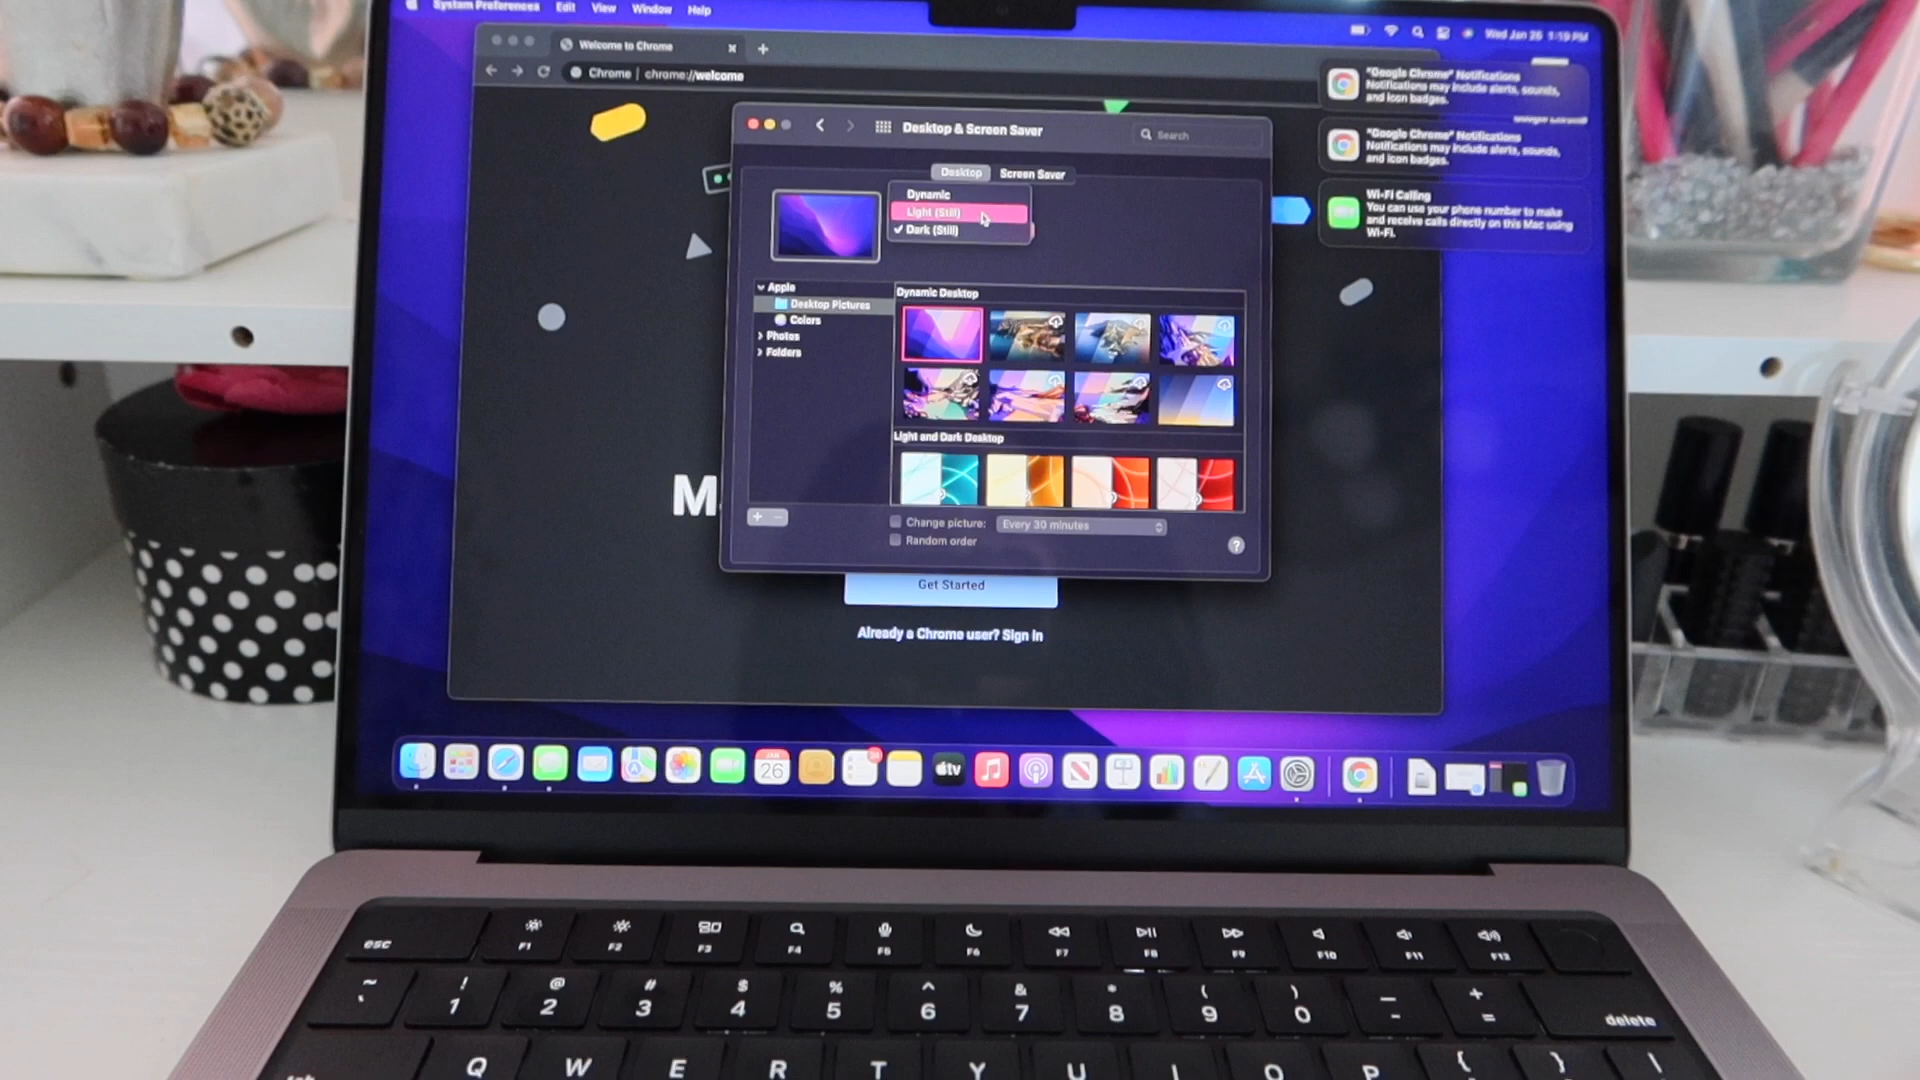 System Preferences Edit View Window Help
Wed Jan 26 1:19 PM
Welcome to Chrome
Chrome | chrome://welcome
"Google Chrome" Notifications
Notifications may include alerts, sounds,
and icon badges.
"Google Chrome" Notifications
Notifications may include alerts, sounds,
and icon badges.
Wi-Fi Calling
You can use your phone number to make
and receive calls directly on this Mac using
Wi-Fi.
Desktop & Screen Saver
Search
Desktop Screen Saver
Dynamic
Light (Still)
Dark (Still)
Apple
Desktop Pictures
Colors
Photos
Folders
Dynamic Desktop
Light and Dark Desktop
Change picture: Every 30 minutes
Random order
?
M
Get Started
Already a Chrome user? Sign in
JAN
26
tv
esc F1 F2 F3 F4 F5 F6 F7 F8 F9 F10 F11 F12
~ ! @ # $ % ^ & * ( ) — +
` 1 2 3 4 5 6 7 8 9 0 - = delete
Q W E R T Y U I O P { } |